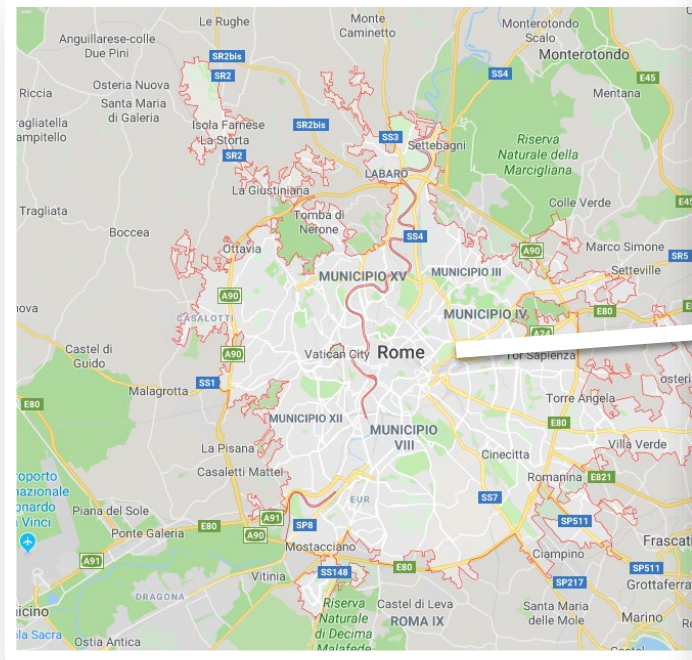 Le Rughe
Monte
Caminetto
Monterotondo
Scalo
Anguillarese-colle
Due Pini
Monterotondo
SR2bis
SR2
SS4
E45
Riccia
Osteria Nuova
Mentana
Santa Maria
di Galeria
ragliatella
ampitello
Isola Farnese
La Storta
SR2bis
SS3
Settebagni
Riserva
Naturale della
Marcigliana
SR2
LABARO
La Giustiniana
Colle Verde
E45
Tragliata
Tomba di
Nerone
Boccea
SS4
Ottavia
A90
Marco Simone
SR5
Setteville
MUNICIPIO XV
MUNICIPIO III
A90
nova
CASALOTTI
MUNICIPIO IV
E80
A24
Castel di
Guido
A90
Vatican City
Rome
Tor Sapienza
Malagrotta
SS1
osteri
E80
Torre Angela
MUNICIPIO XII
MUNICIPIO
VIII
E80
La Pisana
Villa Verde
Cinecitta
Casaletti Mattei
roporto
nazionale
onardo
Vinci
Romanina
E821
EUR
SS7
Piana del Sole
A91
SP8
SP511
Ponte Galeria
E80
A90
Frascat
Mostacciano
Ciampino
A91
E80
SP511
Vitinia
SS148
SP217
Grottaferra
DRAGONA
icino
Riserva
Naturale
di Decima
Malafede
Castel di Leva
Santa Maria
delle Mole
Marino
ROMA IX
la Sacra
Ostia Antica